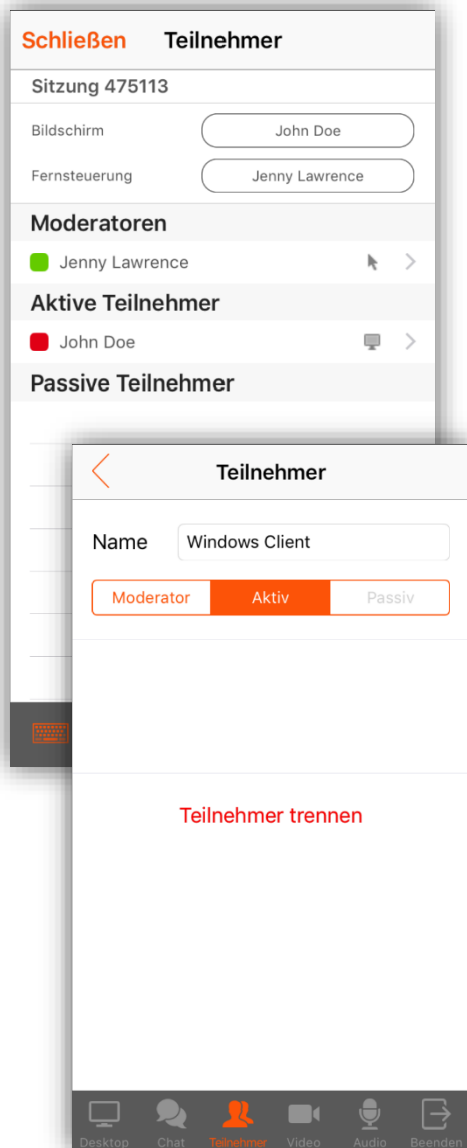 Schließen Teilnehmer
Sitzung 475113
Bildschirm John Doe
Fernsteuerung Jenny Lawrence
Moderatoren
Jenny Lawrence
Aktive Teilnehmer
John Doe
Passive Teilnehmer
Teilnehmer
Name Windows Client
Moderator Aktiv Passiv
Teilnehmer trennen
Desktop Chat Teilnehmer Video Audio Beenden